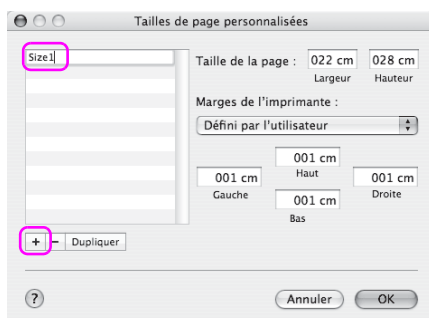 Tailles de page personnalisées
Size1
Taille de la page : 022 cm 028 cm
Largeur Hauteur
Marges de l'imprimante :
Défini par l'utilisateur
001 cm
Haut
001 cm 001 cm
Gauche Droite
001 cm
Bas
+ − Dupliquer
? Annuler OK